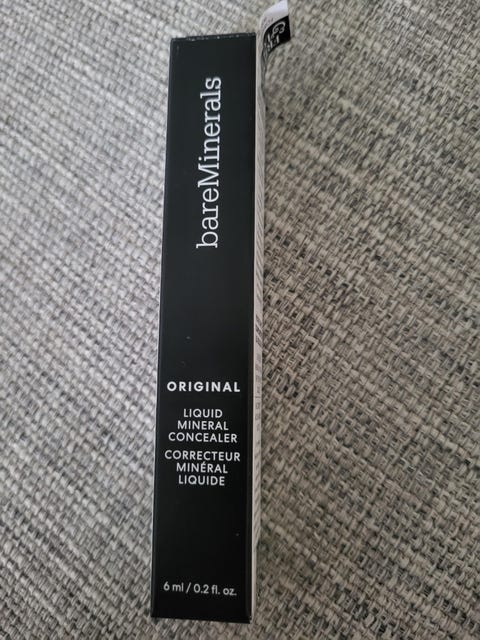 bareMinerals
ORIGINAL
LIQUID
MINERAL
CONCEALER
CORRECTEUR
MINÉRAL
LIQUIDE
6 ml / 0.2 fl. oz.